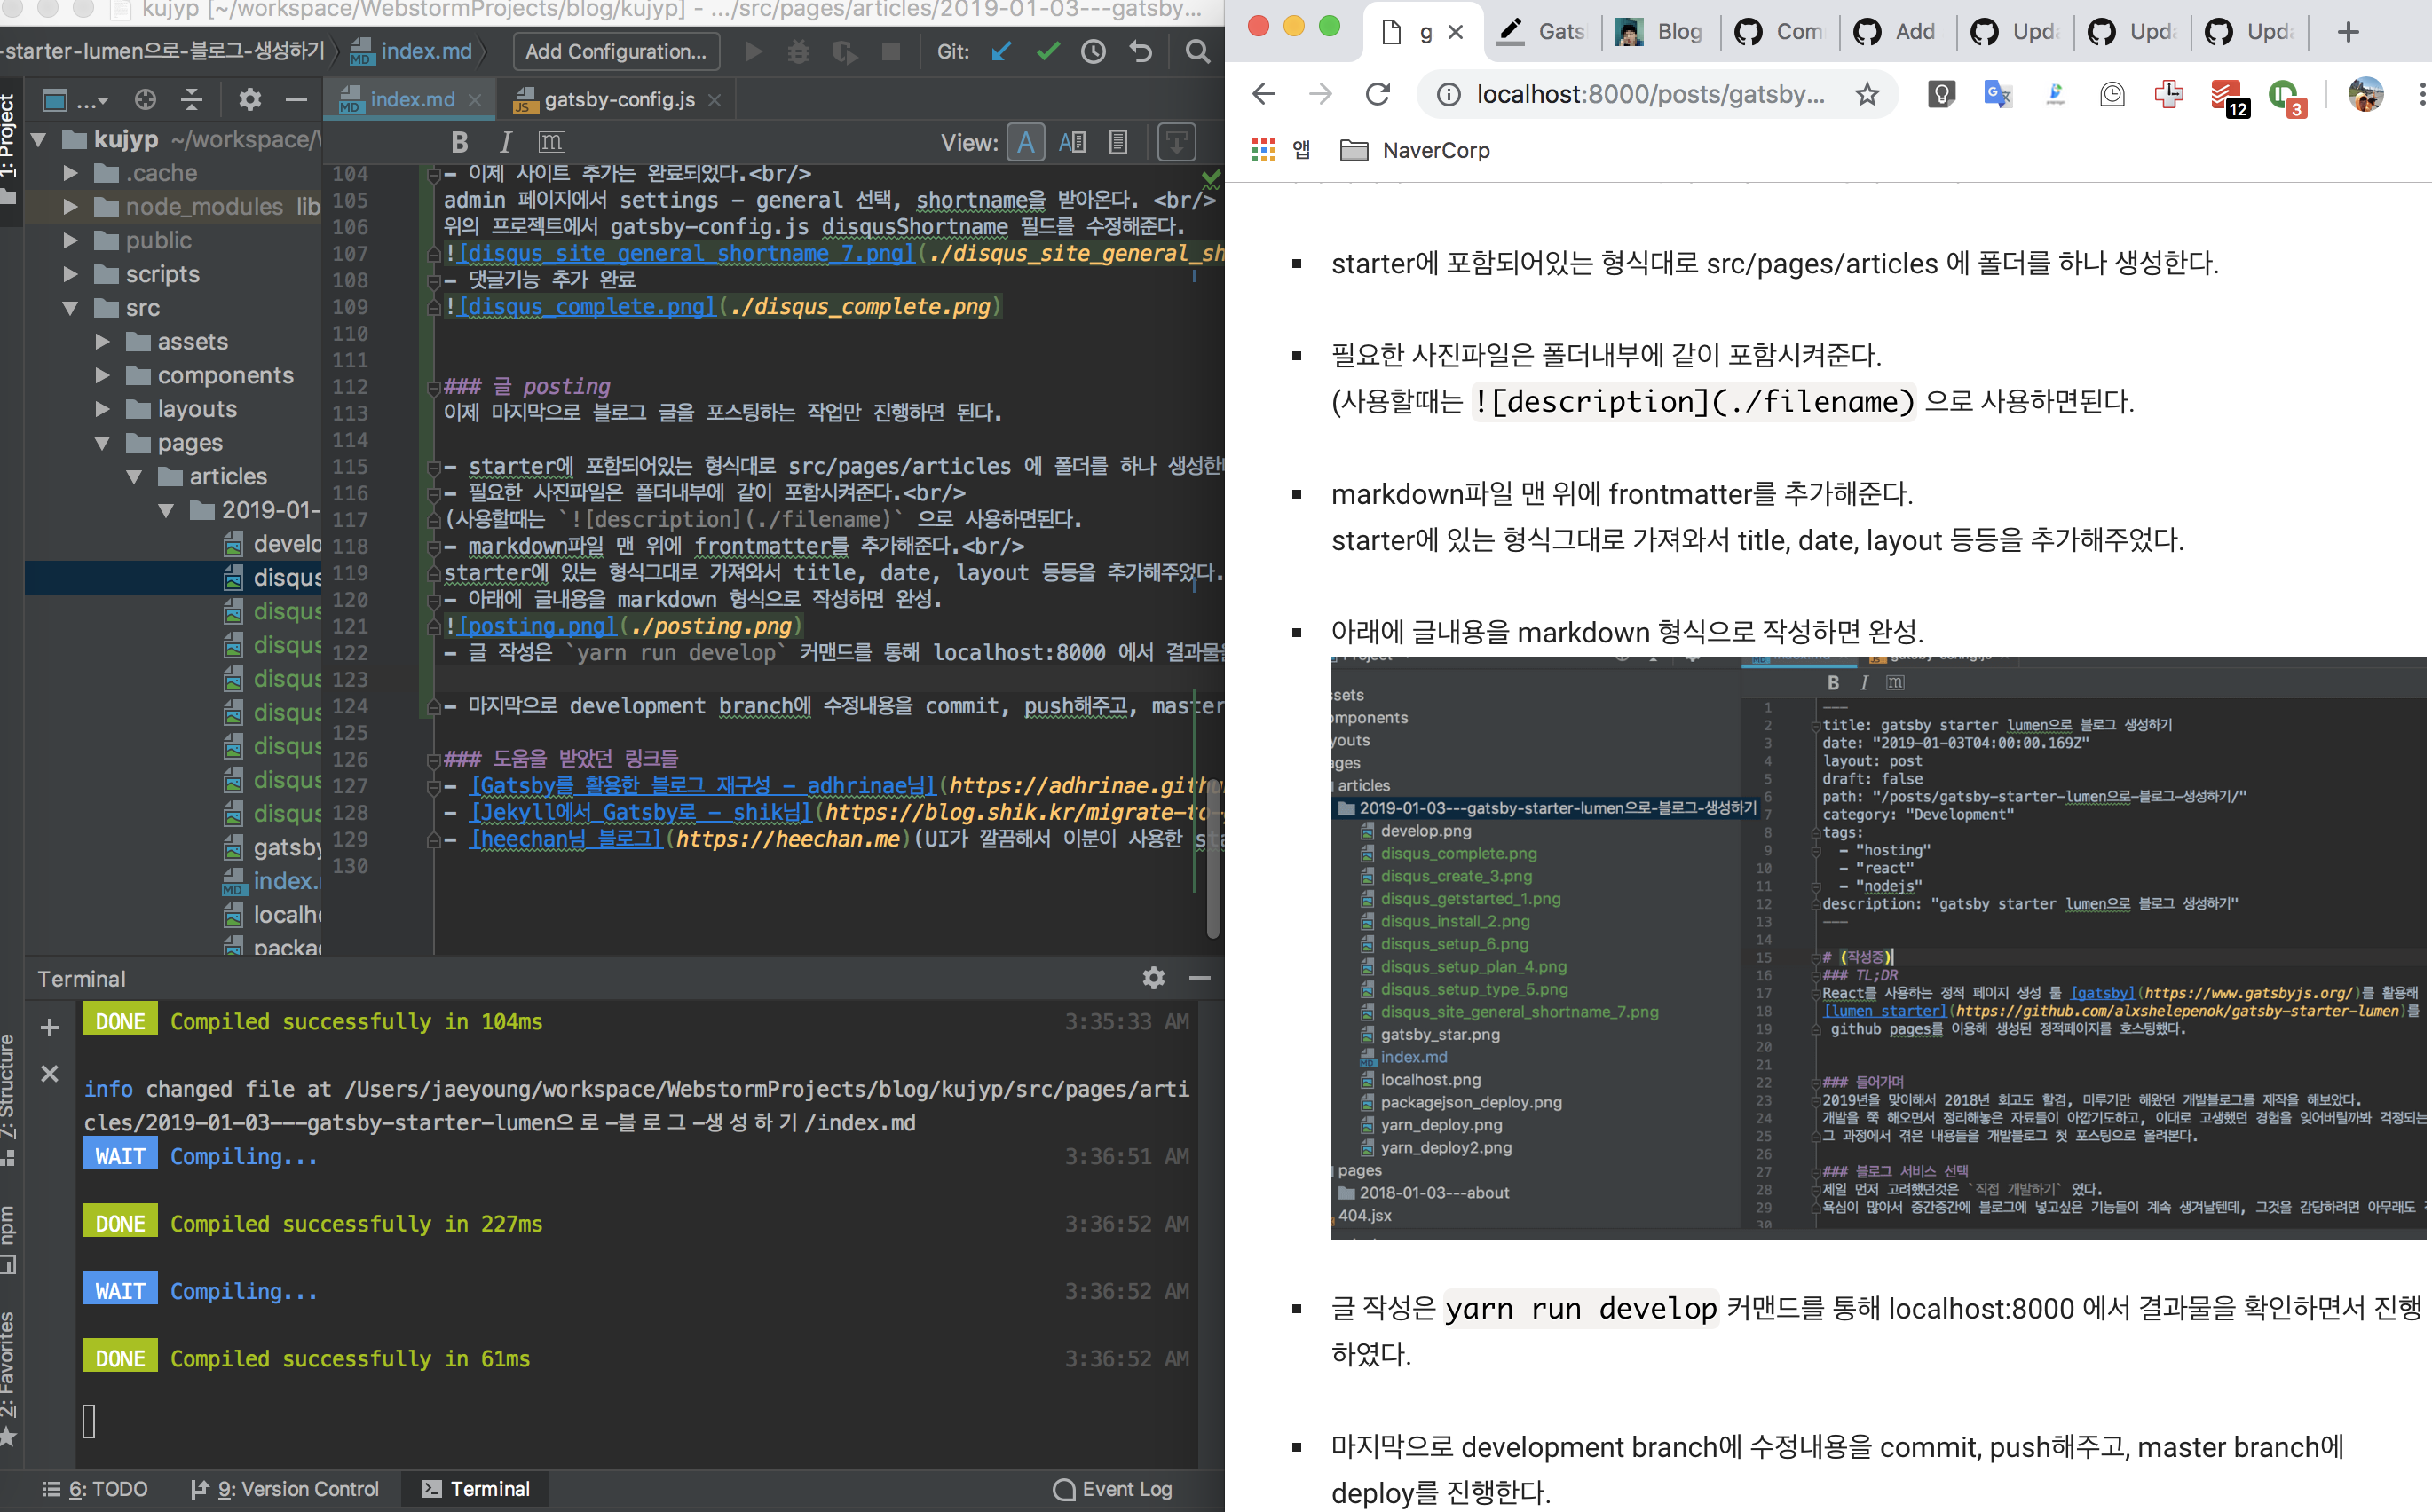 kujyp [~/workspace/WebstormProjects/blog/kujyp] - .../src/pages/articles/2019-01-03---gatsby...
-starter-lumen으로-블로그-생성하기 index.md Add Configuration... Git:
1: Project
...
index.md
gatsby-config.js
kujyp ~/workspace/
.cache
node_modules lib
public
scripts
src
assets
components
layouts
pages
articles
2019-01-
develo
disqus
disqus
disqus
disqus
disqus
disqus
disqus
disqus
gatsby
index.
localho
packa
B I m View: A
104 - 이제 사이트 추가는 완료되었다.<br/>
105 admin 페이지에서 settings - general 선택, shortname을 받아온다. <br/>
106 위의 프로젝트에서 gatsby-config.js disqusShortname 필드를 수정해준다.
107 ![disqus_site_general_shortname_7.png](./disqus_site_general_sh
108 - 댓글기능 추가 완료
109 ![disqus_complete.png](./disqus_complete.png)
110
111
112 ### 글 posting
113 이제 마지막으로 블로그 글을 포스팅하는 작업만 진행하면 된다.
114
115 - starter에 포함되어있는 형식대로 src/pages/articles 에 폴더를 하나 생성한
116 - 필요한 사진파일은 폴더내부에 같이 포함시켜준다.<br/>
117 (사용할때는 `![description](./filename)` 으로 사용하면된다.
118 - markdown파일 맨 위에 frontmatter를 추가해준다.<br/>
119 starter에 있는 형식그대로 가져와서 title, date, layout 등등을 추가해주었다.
120 - 아래에 글내용을 markdown 형식으로 작성하면 완성.
121 ![posting.png](./posting.png)
122 - 글 작성은 `yarn run develop` 커맨드를 통해 localhost:8000 에서 결과물을
123
124 - 마지막으로 development branch에 수정내용을 commit, push해주고, master
125
126 ### 도움을 받았던 링크들
127 - [Gatsby를 활용한 블로그 재구성 - adhrinae님](https://adhrinae.githu
128 - [Jekyll에서 Gatsby로 - shik님](https://blog.shik.kr/migrate-to-
129 - [heechan님 블로그](https://heechan.me)(UI가 깔끔해서 이분이 사용한 sta
130
Terminal
DONE Compiled successfully in 104ms 3:35:33 AM
info changed file at /Users/jaeyoung/workspace/WebstormProjects/blog/kujyp/src/pages/arti
cles/2019-01-03---gatsby-starter-lumen으로-블로그-생성하기/index.md
WAIT Compiling... 3:36:51 AM
DONE Compiled successfully in 227ms 3:36:52 AM
WAIT Compiling... 3:36:52 AM
DONE Compiled successfully in 61ms 3:36:52 AM
7: Structure
npm
2: Favorites
6: TODO 9: Version Control Terminal Event Log
g Gats Blog Com Add Upda Upda Upda
localhost:8000/posts/gatsby... 12 3
앱 NaverCorp
starter에 포함되어있는 형식대로 src/pages/articles 에 폴더를 하나 생성한다.
필요한 사진파일은 폴더내부에 같이 포함시켜준다.
(사용할때는 ![description](./filename) 으로 사용하면된다.
markdown파일 맨 위에 frontmatter를 추가해준다.
starter에 있는 형식그대로 가져와서 title, date, layout 등등을 추가해주었다.
아래에 글내용을 markdown 형식으로 작성하면 완성.
B I m
ssets
omponents
youts
ages
articles
2019-01-03---gatsby-starter-lumen으로-블로그-생성하기
develop.png
disqus_complete.png
disqus_create_3.png
disqus_getstarted_1.png
disqus_install_2.png
disqus_setup_6.png
disqus_setup_plan_4.png
disqus_setup_type_5.png
disqus_site_general_shortname_7.png
gatsby_star.png
index.md
localhost.png
packagejson_deploy.png
yarn_deploy.png
yarn_deploy2.png
pages
2018-01-03---about
404.jsx
1 ---
2 title: gatsby starter lumen으로 블로그 생성하기
3 date: "2019-01-03T04:00:00.169Z"
4 layout: post
5 draft: false
6 path: "/posts/gatsby-starter-lumen으로-블로그-생성하기/"
7 category: "Development"
8 tags:
9 - "hosting"
10 - "react"
11 - "nodejs"
12 description: "gatsby starter lumen으로 블로그 생성하기"
13 ---
14
15 # (작성중)
16 ### TL;DR
17 React를 사용하는 정적 페이지 생성 툴 [gatsby](https://www.gatsbyjs.org/)를 활용해
18 [lumen starter](https://github.com/alxshelepenok/gatsby-starter-lumen)를
19 github pages를 이용해 생성된 정적페이지를 호스팅했다.
20
21
22 ### 들어가며
23 2019년을 맞이해서 2018년 회고도 할겸, 미루기만 해왔던 개발블로그를 제작을 해보았다.
24 개발을 쭉 해오면서 정리해놓은 자료들이 아깝기도하고, 이대로 고생했던 경험을 잊어버릴까봐 걱정되는
25 그 과정에서 겪은 내용들을 개발블로그 첫 포스팅으로 올려본다.
26
27 ### 블로그 서비스 선택
28 제일 먼저 고려했던것은 `직접 개발하기` 였다.
29 욕심이 많아서 중간중간에 블로그에 넣고싶은 기능들이 계속 생겨날텐데, 그것을 감당하려면 아무래도
30
글 작성은 yarn run develop 커맨드를 통해 localhost:8000 에서 결과물을 확인하면서 진행
하였다.
마지막으로 development branch에 수정내용을 commit, push해주고, master branch에
deploy를 진행한다.